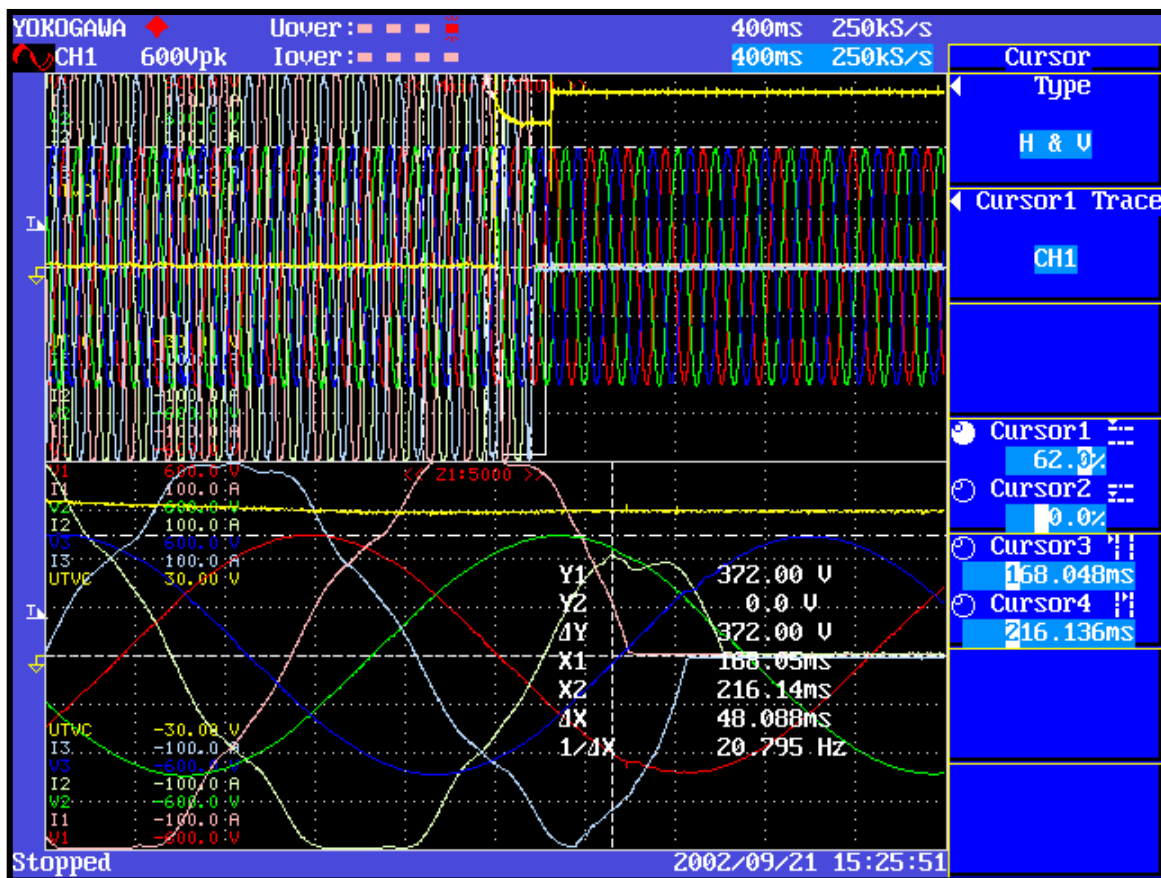 YOKOGAWA Uover: 400ms 250kS/s
CH1 600Vpk Iover: 400ms 250kS/s
Cursor
Type
H & V
Cursor1 Trace
CH1
T
-100.0 A
Cursor1
62.0%
Cursor2
0.0%
Cursor3
168.048ms
Cursor4
216.136ms
<< Z1:5000 >>
V1 600.0 V
I1 100.0 A
V2 600.0 V
I2 100.0 A
V3 600.0 V
I3 100.0 A
UTVC 30.00 V
T
Y1 372.00 V
Y2 0.0 V
ΔY 372.00 V
X1 168.05ms
X2 216.14ms
ΔX 48.088ms
1/ΔX 20.795 Hz
UTVC -30.00 V
I3 -100.0 A
V3 -600.0 V
I2 -100.0 A
V2 -600.0 V
I1 -100.0 A
V1 -600.0 V
Stopped 2002/09/21 15:25:51